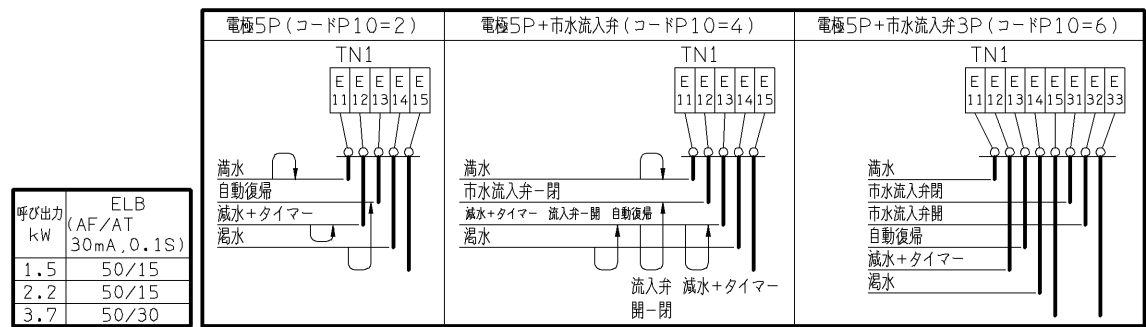 電極5P(コードP10=2)
TN1
E E E E E
11 12 13 14 15
満水
自動復帰
減水+タイマー
渇水
電極5P+市水流入弁(コードP10=4)
TN1
E E E E E
11 12 13 14 15
満水
市水流入弁-閉
減水+タイマー 流入弁-開 自動復帰
渇水
流入弁 減水+タイマー
開-閉
電極5P+市水流入弁3P(コードP10=6)
TN1
E E E E E E E E
11 12 13 14 15 31 32 33
満水
市水流入弁閉
市水流入弁開
自動復帰
減水+タイマー
渇水
呼び出力
kW
ELB
(AF/AT
30mA,0.1S)
1.5 50/15
2.2 50/15
3.7 50/30